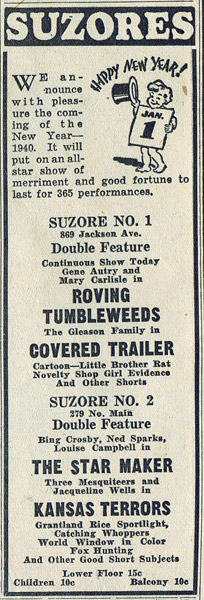 SUZORES
HAPPY NEW YEAR!
JAN.
1
WE an-
nounce
with pleas-
ure the com-
ing of the
New Year—
1940. It will
put on an all-
star show of
merriment and good fortune to
last for 365 performances.
SUZORE NO. 1
869 Jackson Ave.
Double Feature
Continuous Show Today
Gene Autry and
Mary Carlisle in
ROVING
TUMBLEWEEDS
The Gleason Family in
COVERED TRAILER
Cartoon—Little Brother Rat
Novelty Shop Girl Evidence
And Other Shorts
SUZORE NO. 2
279 No. Main
Double Feature
Bing Crosby, Ned Sparks,
Louise Campbell in
THE STAR MAKER
Three Mesquiteers and
Jacqueline Wells in
KANSAS TERRORS
Grantland Rice Sportlight,
Catching Whoppers
World Window in Color
Fox Hunting
And Other Good Short Subjects
Lower Floor 15c
Children 10c Balcony 10c